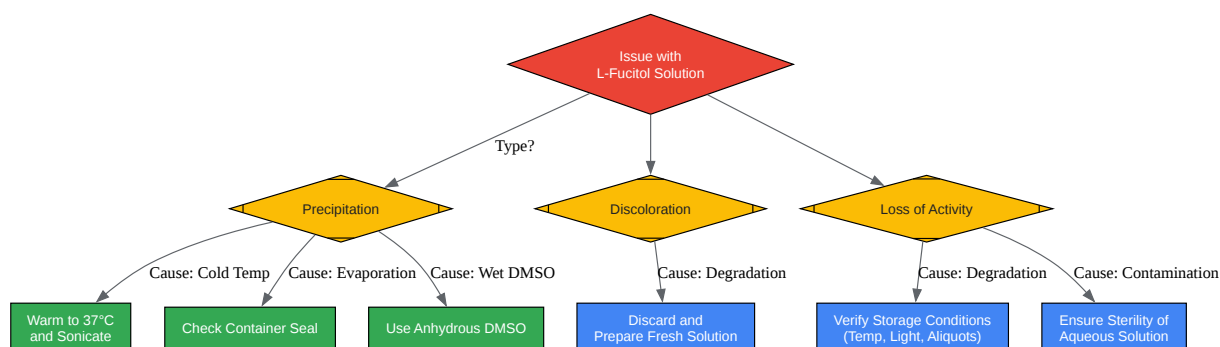 Issue with
L-Fucitol Solution
Type?
Precipitation
Discoloration
Loss of Activity
Cause: Cold Temp
Cause: Evaporation
Cause: Wet DMSO
Cause: Degradation
Cause: Degradation
Cause: Contamination
Warm to 37°C
and Sonicate
Check Container Seal
Use Anhydrous DMSO
Discard and
Prepare Fresh Solution
Verify Storage Conditions
(Temp, Light, Aliquots)
Ensure Sterility of
Aqueous Solution